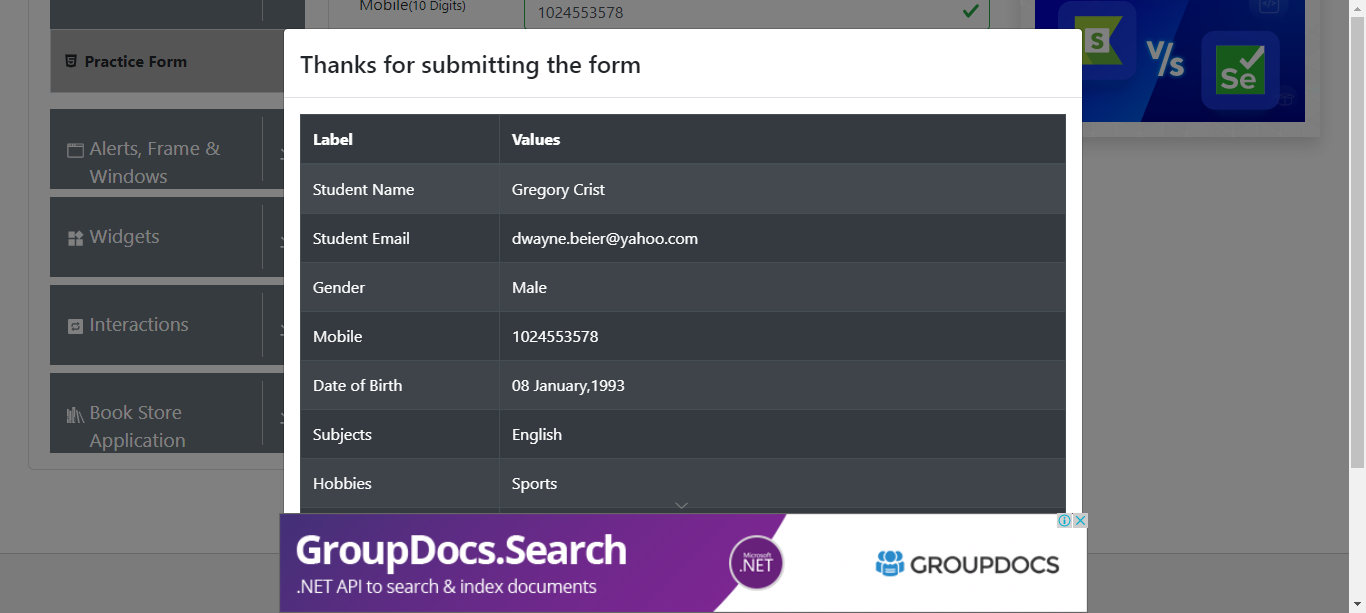 Mobile(10 Digits)
1024553578
Practice Form
Alerts, Frame &
Windows
Widgets
Interactions
Book Store
Application
S
V/s
Se
Thanks for submitting the form
Label Values
Student Name Gregory Crist
Student Email dwayne.beier@yahoo.com
Gender Male
Mobile 1024553578
Date of Birth 08 January,1993
Subjects English
Hobbies Sports
GroupDocs.Search
.NET API to search & index documents
Microsoft
.NET
GROUPDOCS